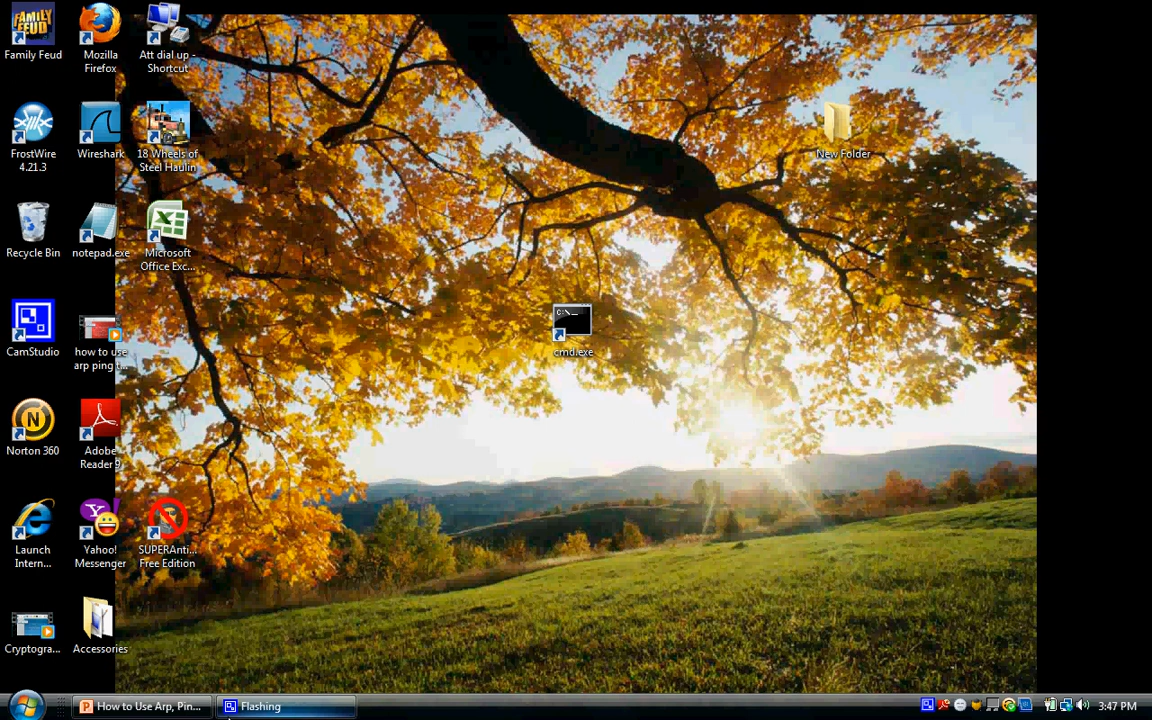 FAMILY
FEUD
Family Feud
Mozilla
Firefox
Att dial up -
Shortcut
FrostWire
4.21.3
Wireshark
18 Wheels of
Steel Haulin
New Folder
Recycle Bin
notepad.exe
Microsoft
Office Exc...
C:\._
cmd.exe
CamStudio
how to use
arp ping t...
N
Norton 360
Adobe
Reader 9
Launch
Intern...
Yahoo!
Messenger
SUPERAnti...
Free Edition
Cryptogra...
Accessories
How to Use Arp, Pin...
Flashing
3:47 PM